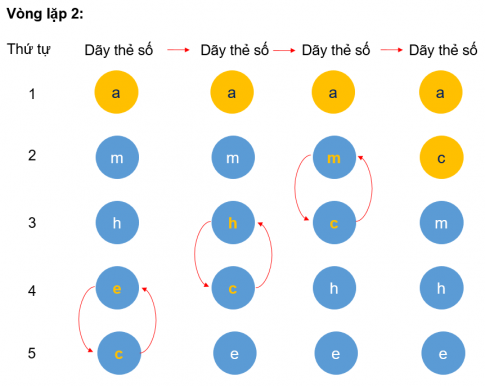 Vòng lặp 2:
Thứ tự Dãy thẻ số Dãy thẻ số Dãy thẻ số Dãy thẻ số
1 a a a a
2 m m m c
3 h h c m
4 e c h h
5 c e e e